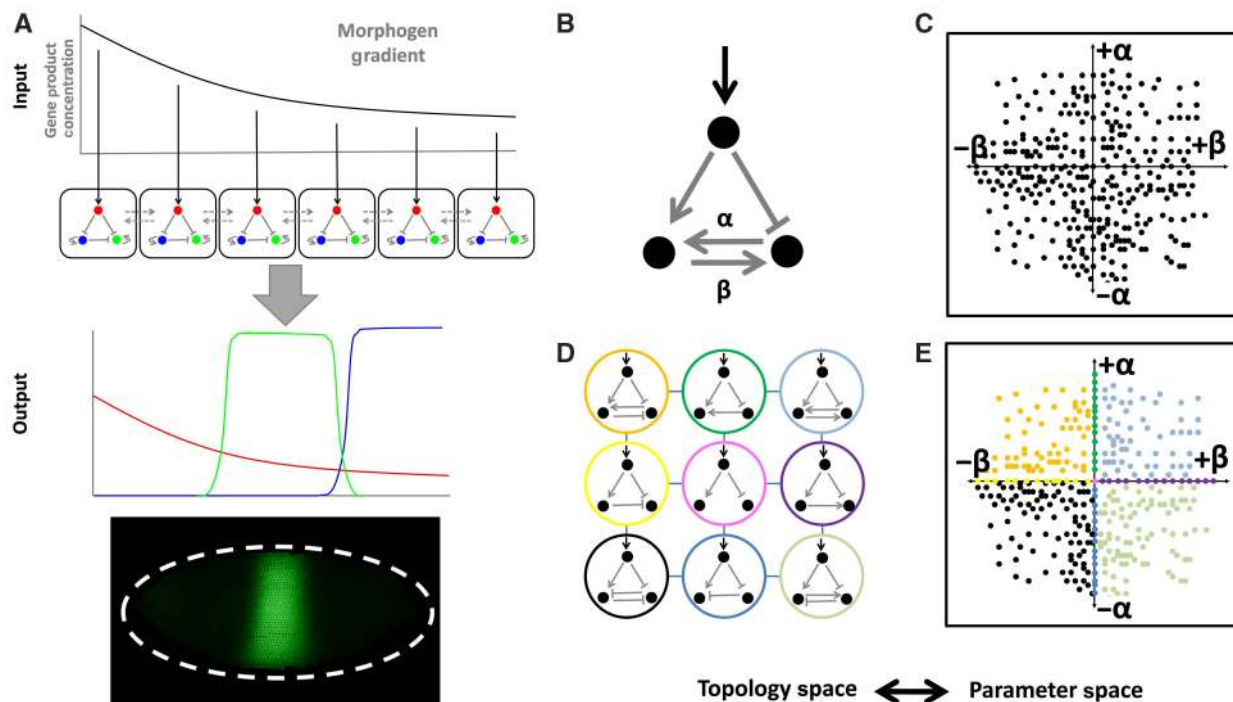 A
Input
Gene product
concentration
Morphogen
gradient
Output
B
α
β
C
+α
−β
+β
−α
D
E
+α
−β
+β
−α
Topology space
Parameter space